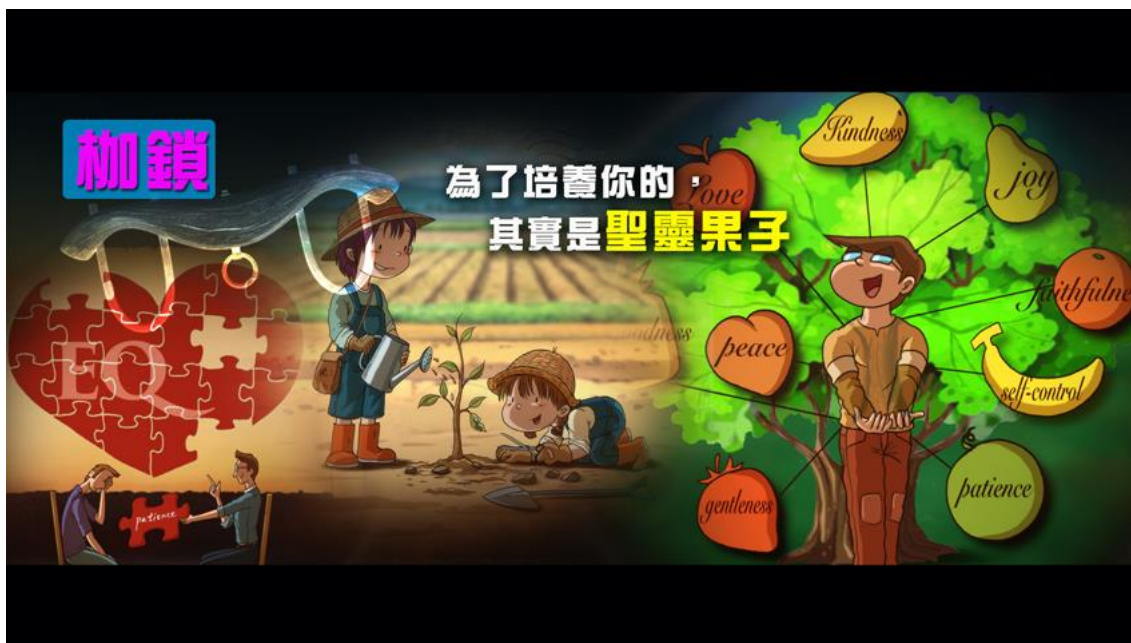 枷鎖
為了培養你的，
其實是聖靈果子
EQ
patience
Love
Kindness
joy
faithfulne
peace
self-control
gentleness
patience